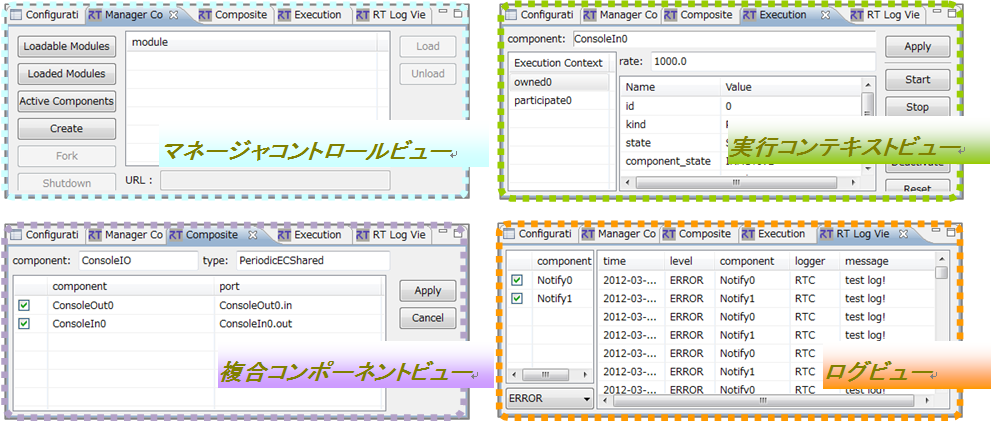 Configurati RT Manager Co RT Composite RT Execution RT RT Log Vie
Loadable Modules
Loaded Modules
Active Components
Create
Fork
Shutdown
module
Load
Unload
URL :
マネージャコントロールビュー
Configurati RT Manager Co RT Composite RT Execution RT RT Log Vie
component: ConsoleIn0
Execution Context
owned0
participate0
rate: 1000.0
Name Value
id 0
kind
state
component_state
Apply
Start
Stop
Deactivate
Reset
実行コンテキストビュー
Configurati RT Manager Co RT Composite RT Execution RT RT Log Vie
component: ConsoleIO type: PeriodicECShared
component port
ConsoleOut0 ConsoleOut0.in
ConsoleIn0 ConsoleIn0.out
Apply
Cancel
複合コンポーネントビュー
Configurati RT Manager Co RT Composite RT Execution RT RT Log Vie
component
Notify0
Notify1
ERROR
time level component logger message
2012-03-... ERROR Notify0 RTC test log!
2012-03-... ERROR Notify1 RTC test log!
2012-03-... ERROR Notify0 RTC test log!
2012-03-... ERROR Notify1 RTC test log!
2012-03-... ERROR Notify0 RTC
2012-03-... ERROR Notify1 RTC
2012-03-... ERROR Notify0 RTC test log!
ログビュー